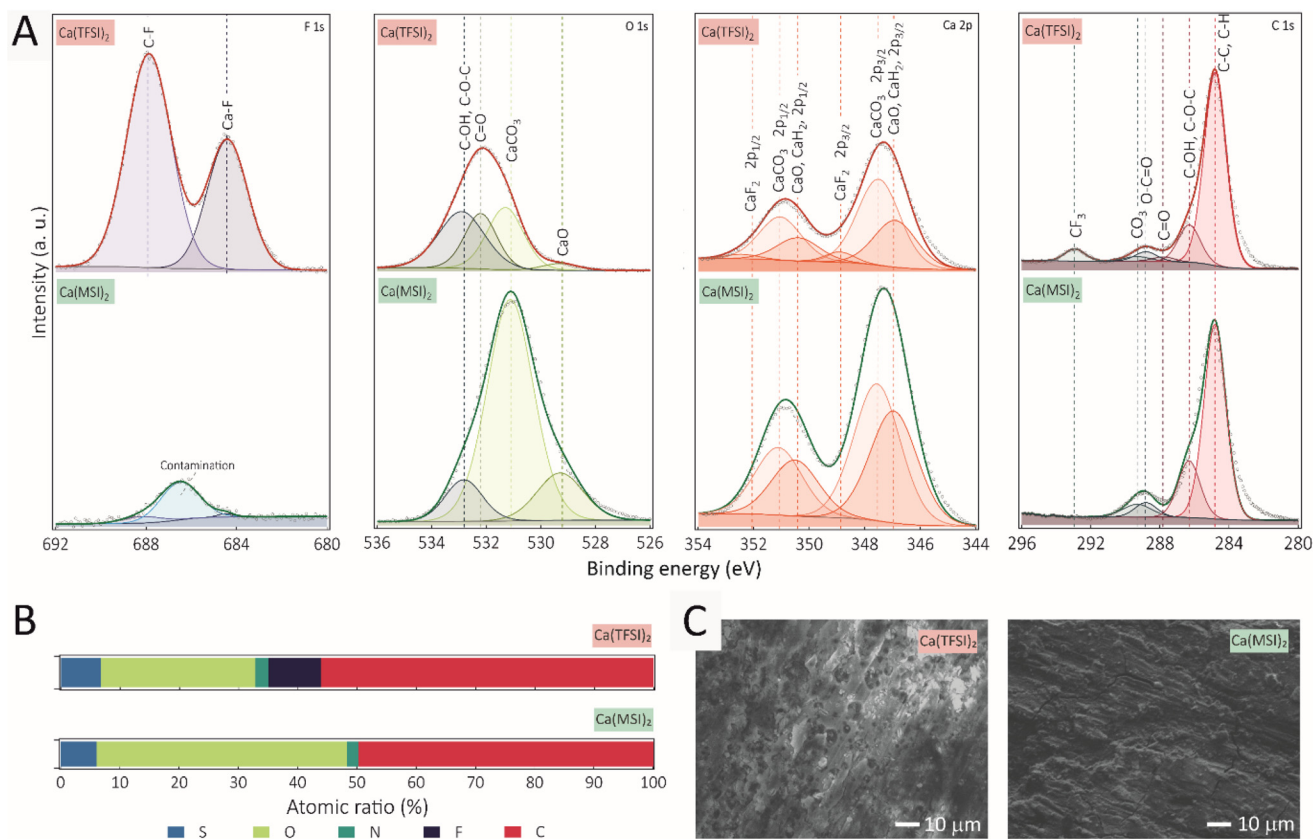 A
Ca(TFSI)₂
F 1s
C-F
Ca-F
Ca(TFSI)₂
O 1s
C-OH, C-O-C
C=O
CaCO₃
CaO
Ca(TFSI)₂
Ca 2p
CaF₂ 2p₁/₂
CaCO₃ 2p₁/₂
CaO, CaH₂, 2p₁/₂
CaF₂ 2p₃/₂
CaCO₃ 2p₃/₂
CaO, CaH₂, 2p₃/₂
Ca(TFSI)₂
C 1s
CF₃
CO₃
O-C=O
C=O
C-OH, C-O-C
C-C, C-H
Intensity (a. u.)
Ca(MSI)₂
Contamination
Ca(MSI)₂
Ca(MSI)₂
Ca(MSI)₂
692 688 684 680
536 534 532 530 528 526
354 352 350 348 346 344
296 292 288 284 280
Binding energy (eV)
B
Ca(TFSI)₂
Ca(MSI)₂
0 10 20 30 40 50 60 70 80 90 100
Atomic ratio (%)
S O N F C
C
Ca(TFSI)₂
10 μm
Ca(MSI)₂
10 μm